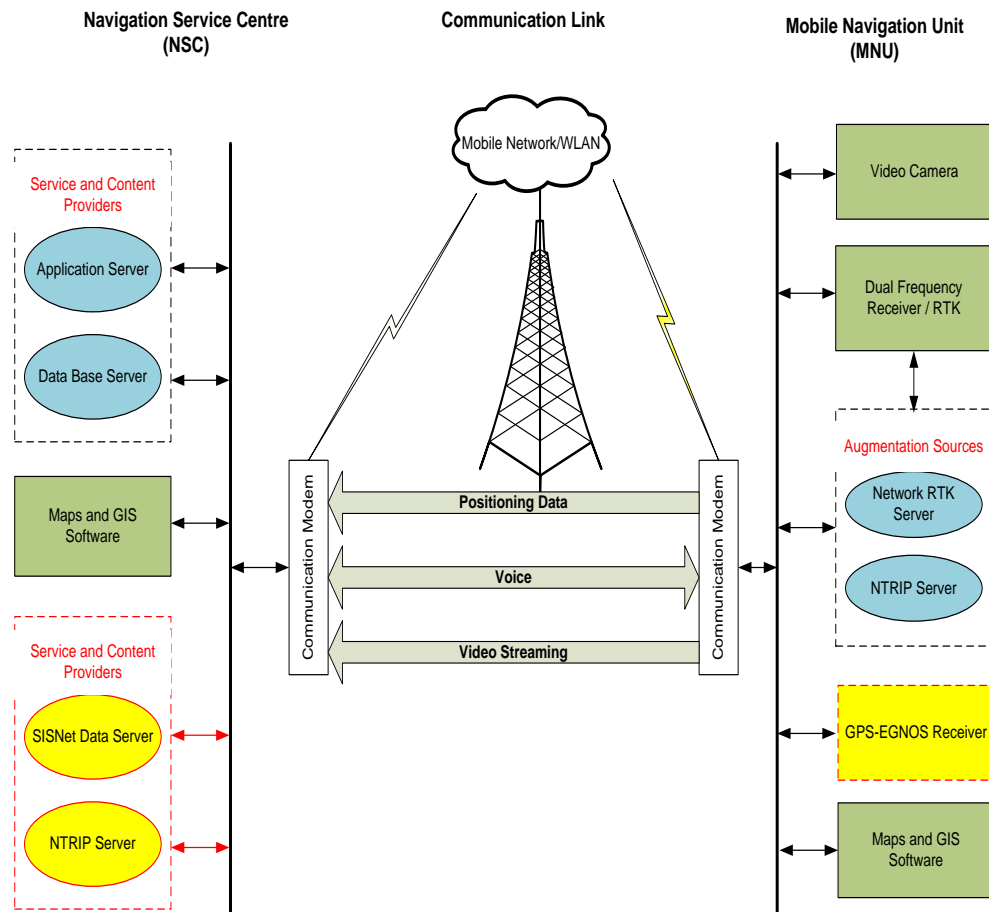 Navigation Service Centre
(NSC)
Communication Link
Mobile Navigation Unit
(MNU)
Mobile Network/WLAN
Service and Content
Providers
Application Server
Data Base Server
Maps and GIS
Software
Service and Content
Providers
SISNet Data Server
NTRIP Server
Communication Modem
Positioning Data
Voice
Video Streaming
Communication Modem
Video Camera
Dual Frequency
Receiver / RTK
Augmentation Sources
Network RTK
Server
NTRIP Server
GPS-EGNOS Receiver
Maps and GIS
Software